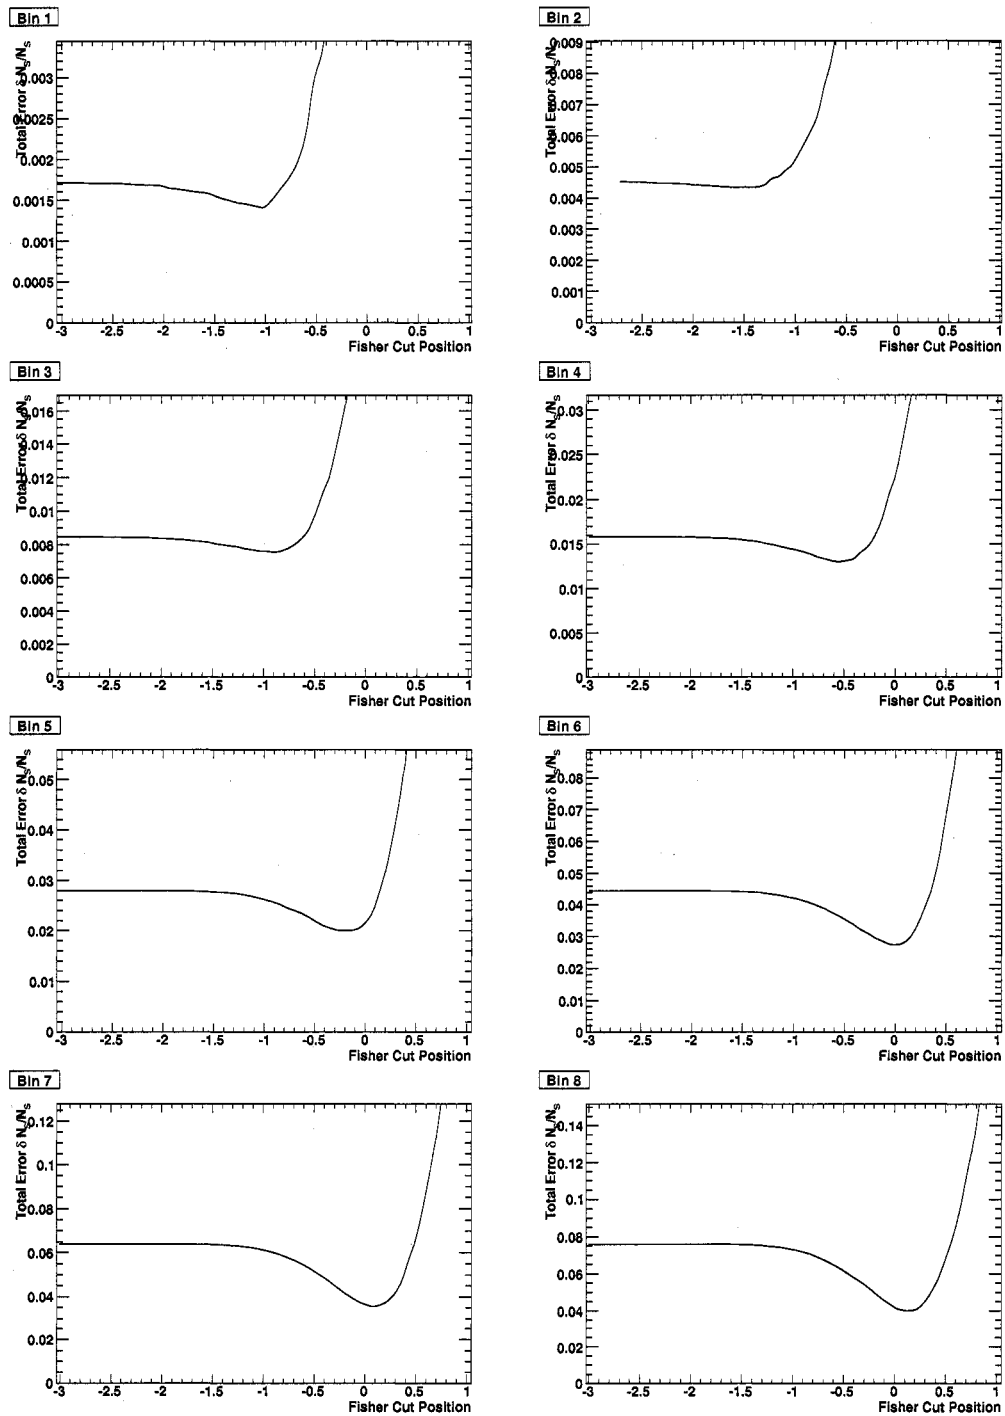 Bin 1
Total Error δ N_S/N_S
0.003
0.0025
0.002
0.0015
0.001
0.0005
0
-3 -2.5 -2 -1.5 -1 -0.5 0 0.5 1
Fisher Cut Position
Bin 2
Total Error δ N_S/N_S
0.009
0.008
0.007
0.006
0.005
0.004
0.003
0.002
0.001
0
-3 -2.5 -2 -1.5 -1 -0.5 0 0.5 1
Fisher Cut Position
Bin 3
Total Error δ N_S/N_S
0.016
0.014
0.012
0.01
0.008
0.006
0.004
0.002
0
-3 -2.5 -2 -1.5 -1 -0.5 0 0.5 1
Fisher Cut Position
Bin 4
Total Error δ N_S/N_S
0.03
0.025
0.02
0.015
0.01
0.005
0
-3 -2.5 -2 -1.5 -1 -0.5 0 0.5 1
Fisher Cut Position
Bin 5
Total Error δ N_S/N_S
0.05
0.04
0.03
0.02
0.01
0
-3 -2.5 -2 -1.5 -1 -0.5 0 0.5 1
Fisher Cut Position
Bin 6
Total Error δ N_S/N_S
0.08
0.07
0.06
0.05
0.04
0.03
0.02
0.01
0
-3 -2.5 -2 -1.5 -1 -0.5 0 0.5 1
Fisher Cut Position
Bin 7
Total Error δ N_S/N_S
0.12
0.1
0.08
0.06
0.04
0.02
0
-3 -2.5 -2 -1.5 -1 -0.5 0 0.5 1
Fisher Cut Position
Bin 8
Total Error δ N_S/N_S
0.14
0.12
0.1
0.08
0.06
0.04
0.02
0
-3 -2.5 -2 -1.5 -1 -0.5 0 0.5 1
Fisher Cut Position